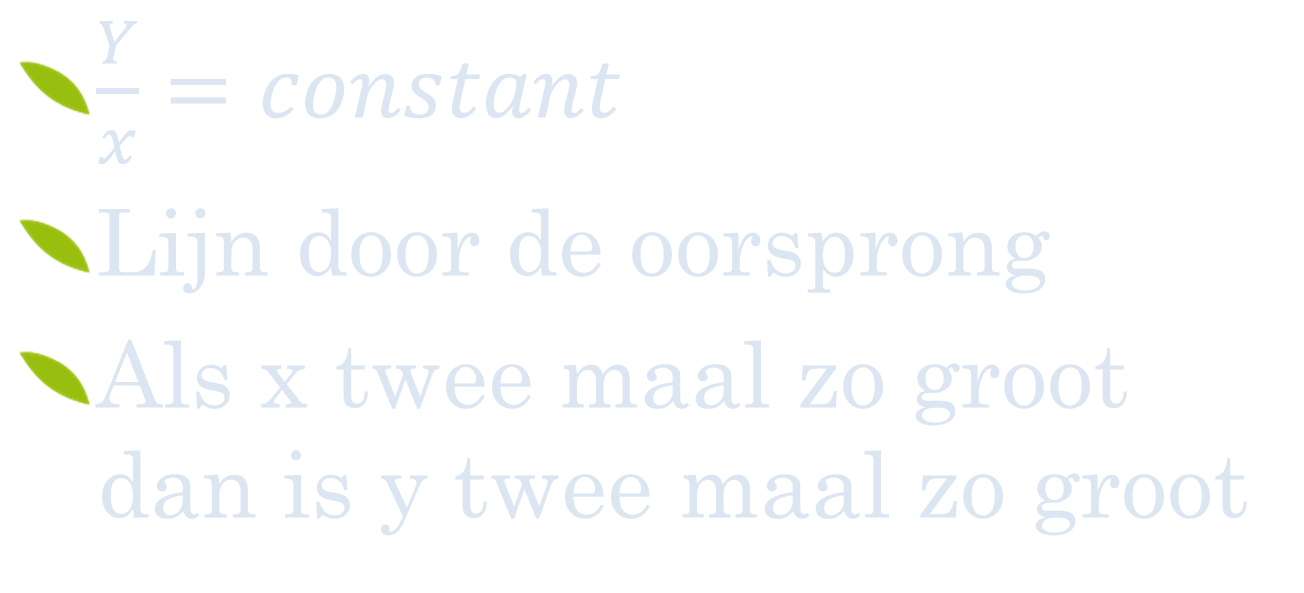 Y/x = constant
Lijn door de oorsprong
Als x twee maal zo groot
dan is y twee maal zo groot